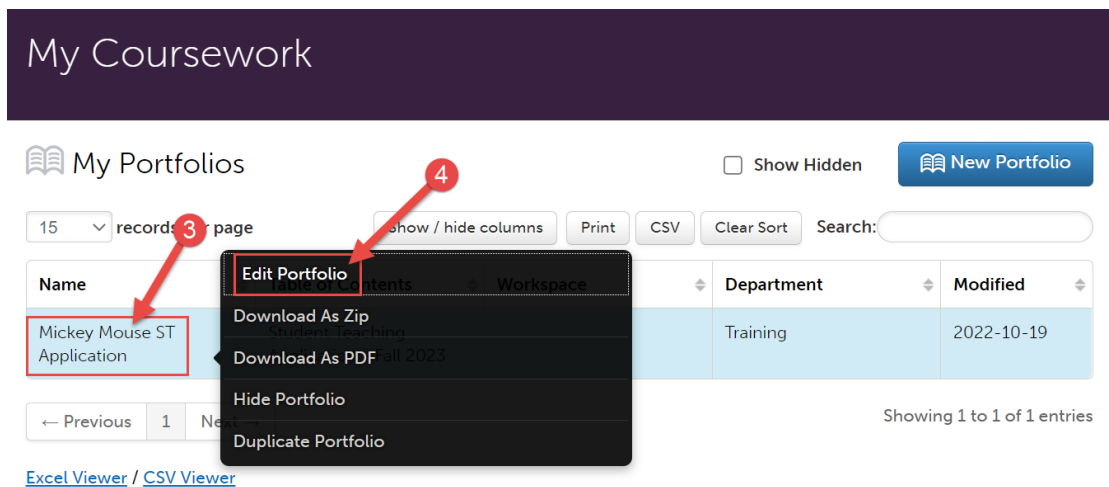 My Coursework
My Portfolios
Show Hidden
New Portfolio
4
15 records per page
3
Show / hide columns
Print
CSV
Clear Sort
Search:
Name
Table of Contents
Workspace
Department
Modified
Edit Portfolio
Download As Zip
Download As PDF
Hide Portfolio
Duplicate Portfolio
Mickey Mouse ST
Application
Student Teaching
Fall 2023
Training
2022-10-19
← Previous 1 Next →
Showing 1 to 1 of 1 entries
Excel Viewer / CSV Viewer